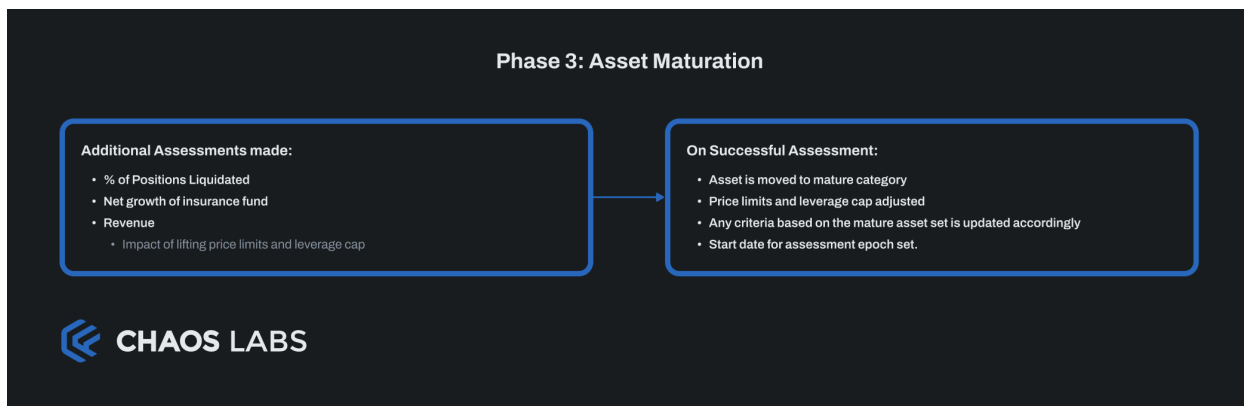 Phase 3: Asset Maturation
Additional Assessments made:
• % of Positions Liquidated
• Net growth of insurance fund
• Revenue
• Impact of lifting price limits and leverage cap
On Successful Assessment:
• Asset is moved to mature category
• Price limits and leverage cap adjusted
• Any criteria based on the mature asset set is updated accordingly
• Start date for assessment epoch set.
CHAOS LABS